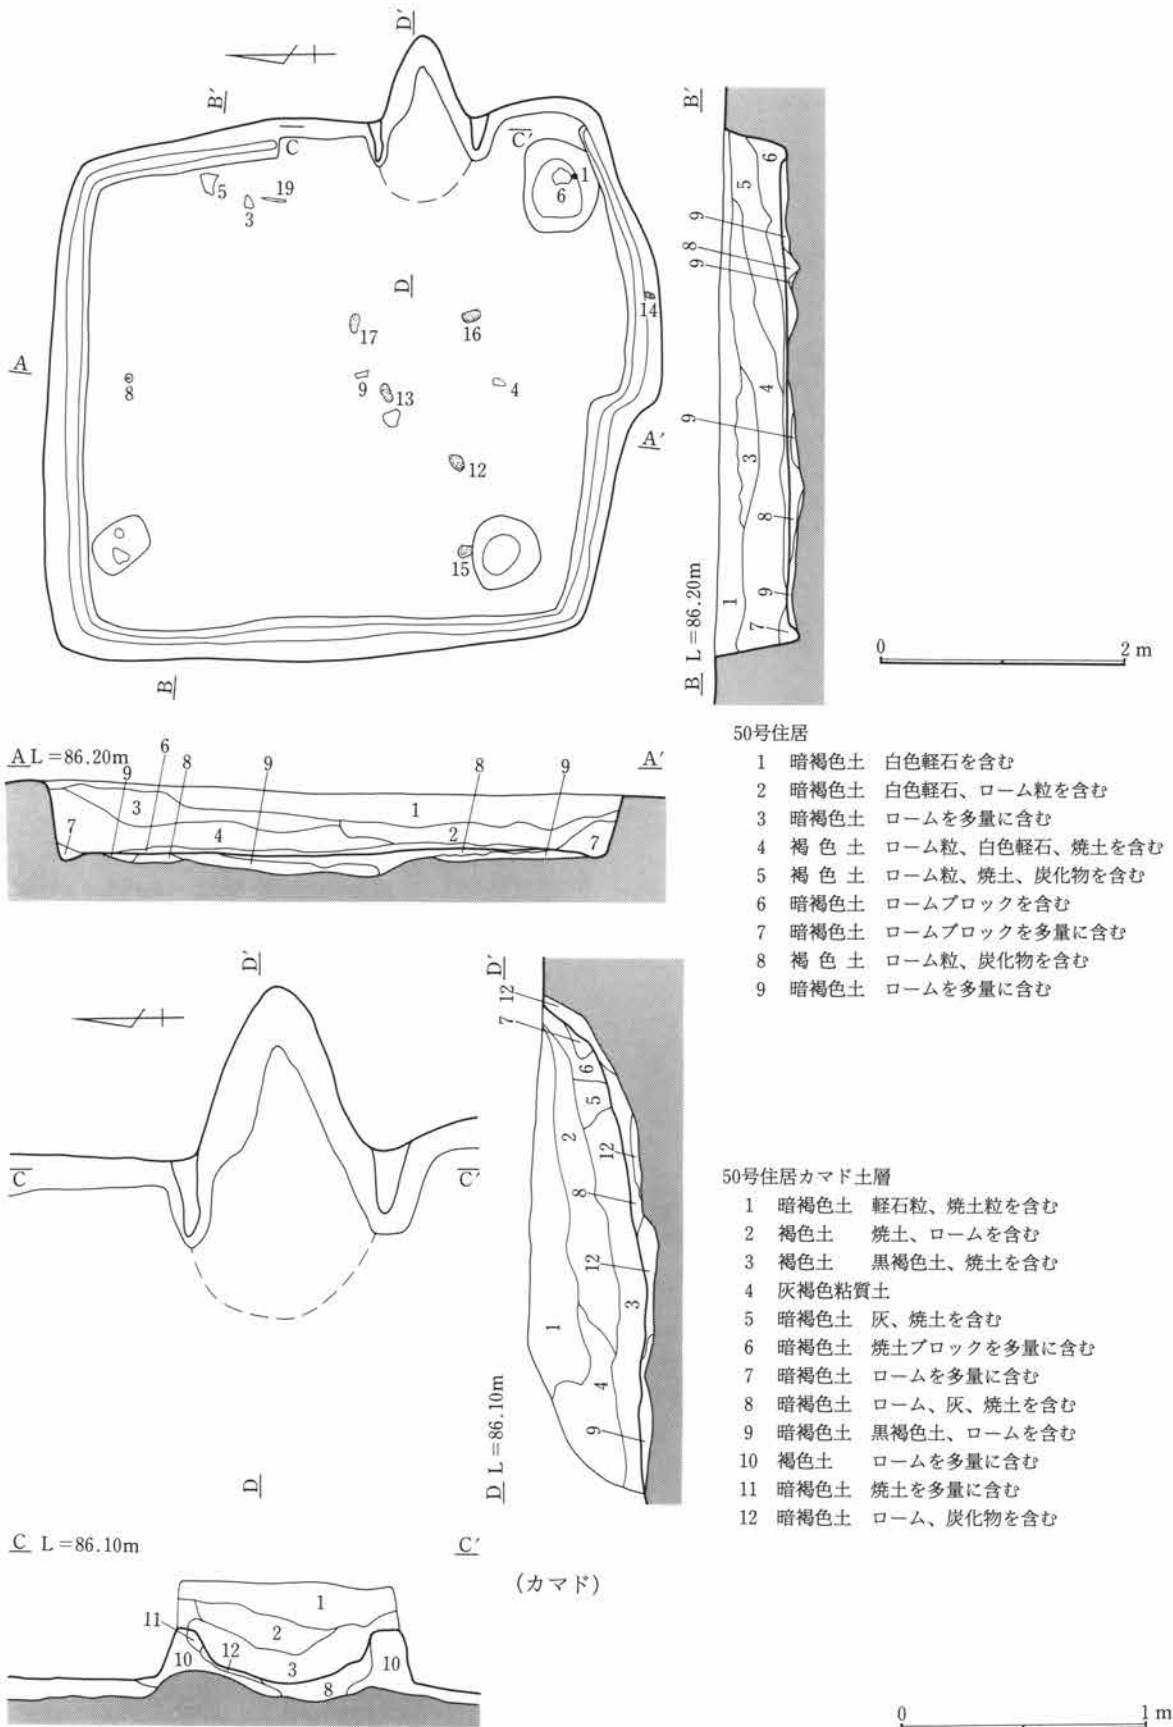 D′
B′
C
C′
5
3
19
1
6
D
14
17
16
A
8
9
13
4
A′
12
15
B
B′
6
5
9
8
9
4
9
3
8
1
9
7
B L=86.20m
0 2 m
A L=86.20m
A′
9
6
8
9
8
9
3
1
7
4
2
7
50号住居
1 暗褐色土 白色軽石を含む
2 暗褐色土 白色軽石、ローム粒を含む
3 暗褐色土 ロームを多量に含む
4 褐色土 ローム粒、白色軽石、焼土を含む
5 褐色土 ローム粒、焼土、炭化物を含む
6 暗褐色土 ロームブロックを含む
7 暗褐色土 ロームブロックを多量に含む
8 褐色土 ローム粒、炭化物を含む
9 暗褐色土 ロームを多量に含む
D′
C
C′
D
D′
12
7
6
5
2
12
8
12
3
1
4
9
D L=86.10m
50号住居カマド土層
1 暗褐色土 軽石粒、焼土粒を含む
2 褐色土 焼土、ロームを含む
3 褐色土 黒褐色土、焼土を含む
4 灰褐色粘質土
5 暗褐色土 灰、焼土を含む
6 暗褐色土 焼土ブロックを多量に含む
7 暗褐色土 ロームを多量に含む
8 暗褐色土 ローム、灰、焼土を含む
9 暗褐色土 黒褐色土、ロームを含む
10 褐色土 ロームを多量に含む
11 暗褐色土 焼土を多量に含む
12 暗褐色土 ローム、炭化物を含む
C L=86.10m
C′
(カマド)
1
11
2
12
10
3
10
8
0 1 m